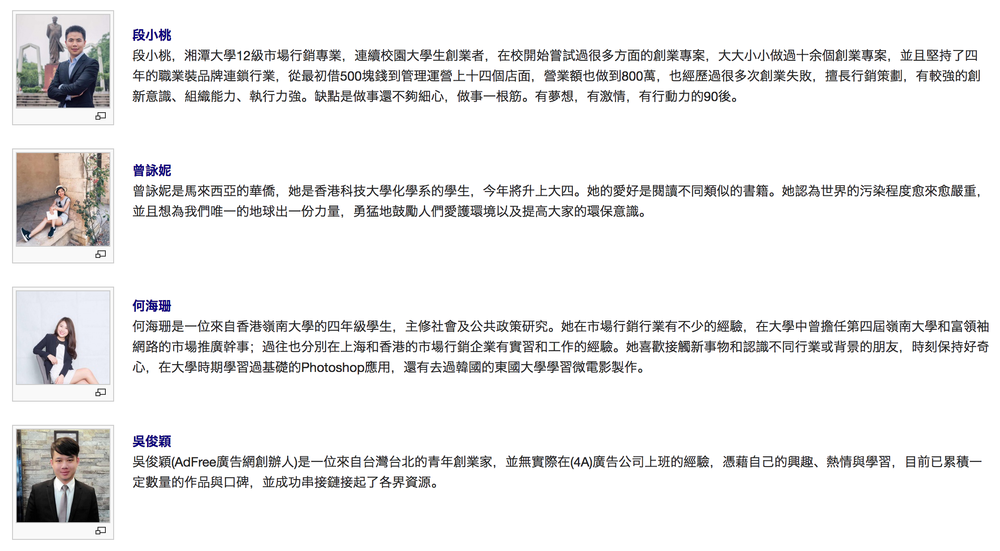 段小桃
段小桃，湘潭大學12級市場行銷專業，連續校園大學生創業者，在校開始嘗試過很多方面的創業專案，大大小小做過十余個創業專案，並且堅持了四
年的職業裝品牌連鎖行業，從最初借500塊錢到管理運營上十四個店面，營業額也做到800萬，也經歷過很多次創業失敗，擅長行銷策劃，有較強的創
新意識、組織能力、執行力強。缺點是做事還不夠細心，做事一根筋。有夢想，有激情，有行動力的90後。
曾詠妮
曾詠妮是馬來西亞的華僑，她是香港科技大學化學系的學生，今年將升上大四。她的愛好是閱讀不同類似的書籍。她認為世界的污染程度愈來愈嚴重，
並且想為我們唯一的地球出一份力量，勇猛地鼓勵人們愛護環境以及提高大家的環保意識。
何海珊
何海珊是一位來自香港嶺南大學的四年級學生，主修社會及公共政策研究。她在市場行銷行業有不少的經驗，在大學中曾擔任第四屆嶺南大學和富領袖
網路的市場推廣幹事；過往也分別在上海和香港的市場行銷企業有實習和工作的經驗。她喜歡接觸新事物和認識不同行業或背景的朋友，時刻保持好奇
心，在大學時期學習過基礎的Photoshop應用，還有去過韓國的東國大學學習微電影製作。
吳俊穎
吳俊穎(AdFree廣告網創辦人)是一位來自台灣台北的青年創業家，並無實際在(4A)廣告公司上班的經驗，憑藉自己的興趣、熱情與學習，目前已累積一
定數量的作品與口碑，並成功串接鏈接起了各界資源。